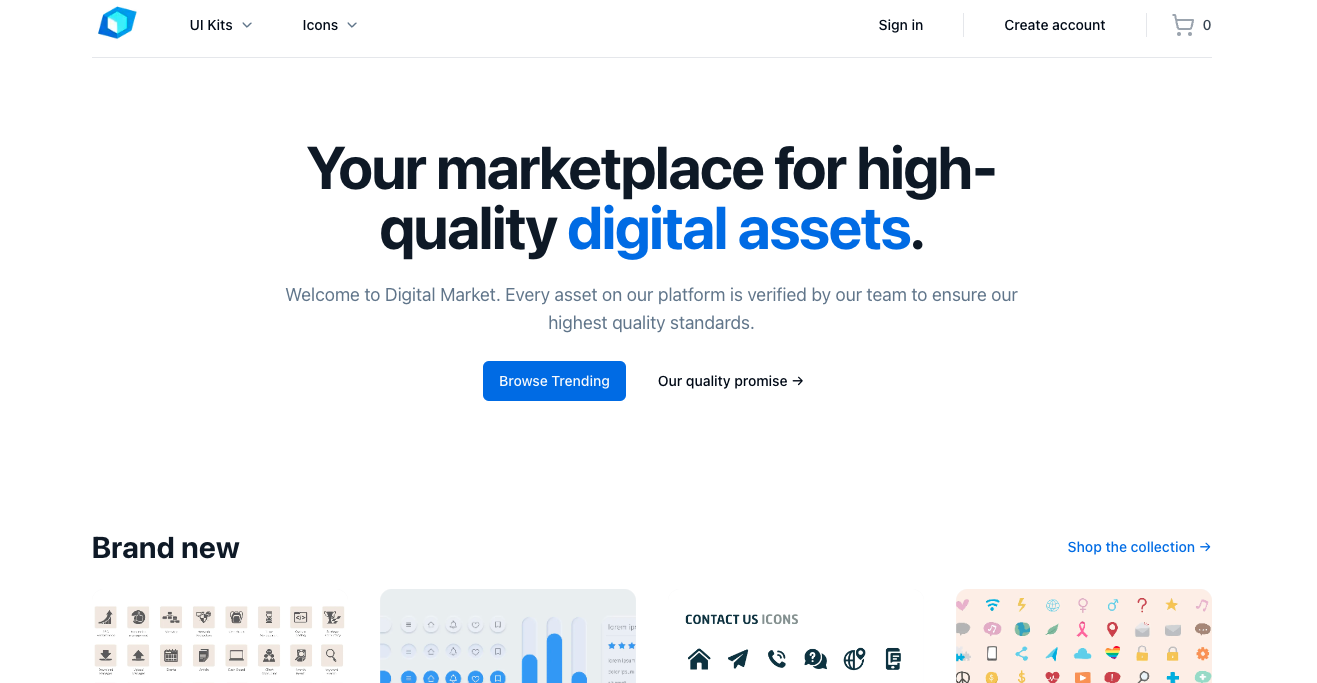 UI Kits
Icons
Sign in
Create account
0
Your marketplace for high-
quality digital assets.
Welcome to Digital Market. Every asset on our platform is verified by our team to ensure our
highest quality standards.
Browse Trending
Our quality promise →
Brand new
Shop the collection →
lorem ipsum
CONTACT US ICONS